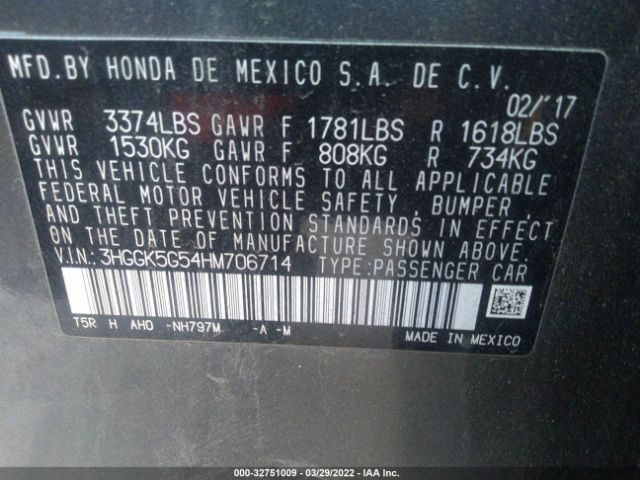 MFD.BY HONDA DE MEXICO S.A. DE C.V.
02/'17
GVWR 3374LBS GAWR F 1781LBS R 1618LBS
GVWR 1530KG GAWR F 808KG R 734KG
THIS VEHICLE CONFORMS TO ALL APPLICABLE
FEDERAL MOTOR VEHICLE SAFETY, BUMPER,
AND THEFT PREVENTION STANDARDS IN EFFECT
ON THE DATE OF MANUFACTURE SHOWN ABOVE.
V.I.N.: 3HGGK5G54HM706714 TYPE:PASSENGER CAR
T5R H AHO -NH797M -A -M
MADE IN MEXICO
000-32751009 | 03/29/2022 — IAA Inc.